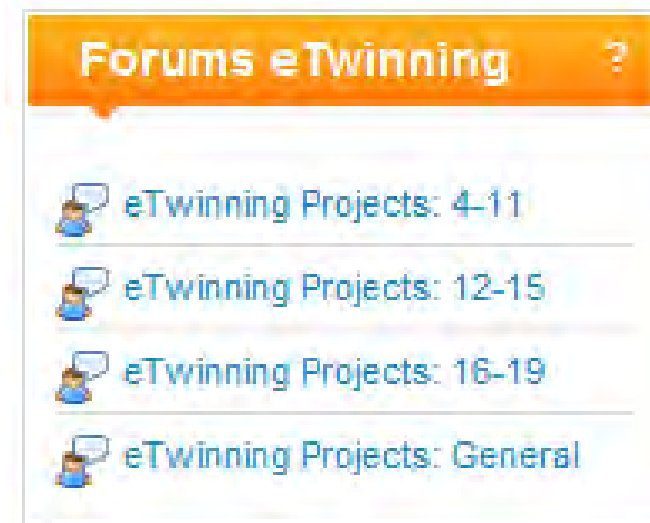 Forums eTwinning ?
eTwinning Projects: 4-11
eTwinning Projects: 12-15
eTwinning Projects: 16-19
eTwinning Projects: General